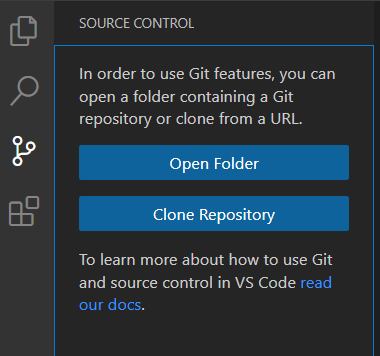 SOURCE CONTROL
In order to use Git features, you can
open a folder containing a Git
repository or clone from a URL.
Open Folder
Clone Repository
To learn more about how to use Git
and source control in VS Code read
our docs.